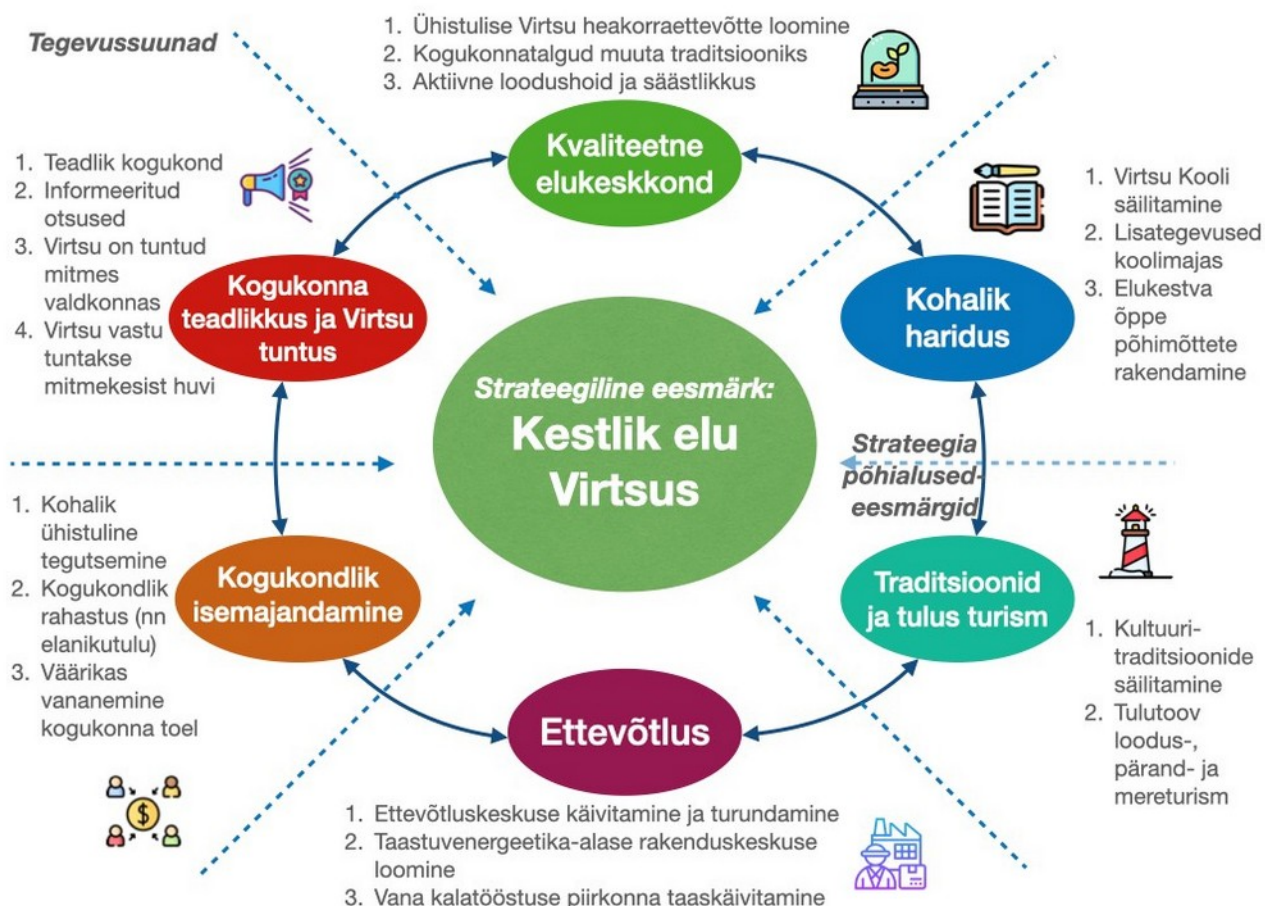 Tegevussuunad
1. Ühistulise Virtsu heakorraettevõtte loomine
2. Kogukonnatalgud muuta traditsiooniks
3. Aktiivne loodushoid ja säästlikkus
Kvaliteetne
elukeskkond
1. Teadlik kogukond
2. Informeeritud
otsused
3. Virtsu on tuntud
mitmes
valdkonnas
4. Virtsu vastu
tuntakse
mitmekesist huvi
Kogukonna
teadlikkus ja Virtsu
tuntus
1. Virtsu Kooli
säilitamine
2. Lisategevused
koolimajas
3. Elukestva
õppe
põhimõttete
rakendamine
Kohalik
haridus
Strateegiline eesmärk:
Kestlik elu
Virtsus
Strateegia
põhialused-
eesmärgid
1. Kohalik
ühistuline
tegutsemine
2. Kogukondlik
rahastus (nn
elanikutulu)
3. Väärikas
vananemine
kogukonna toel
Kogukondlik
isemajandamine
Traditsioonid
ja tulus turism
1. Kultuuri-
traditsioonide
säilitamine
2. Tulutoov
loodus-,
pärand- ja
mereturism
Ettevõtlus
1. Ettevõtluskeskuse käivitamine ja turundamine
2. Taastuvenergeetika-alase rakenduskeskuse
loomine
3. Vana kalatööstuse piirkonna taaskäivitamine